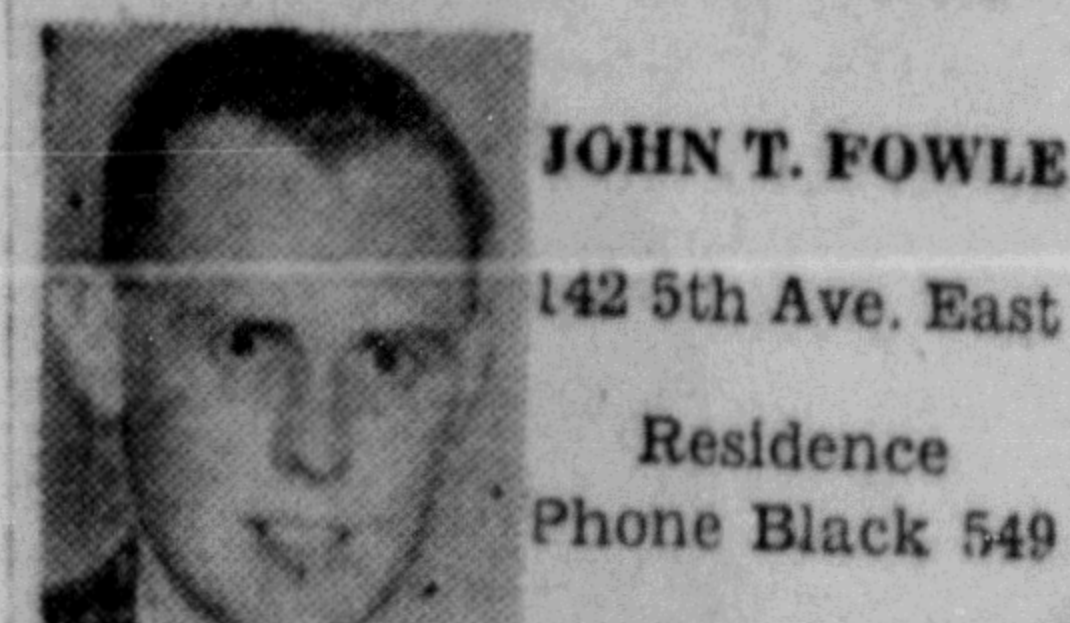 JOHN T. FOWLE
142 5th Ave. East
Residence
Phone Black 549